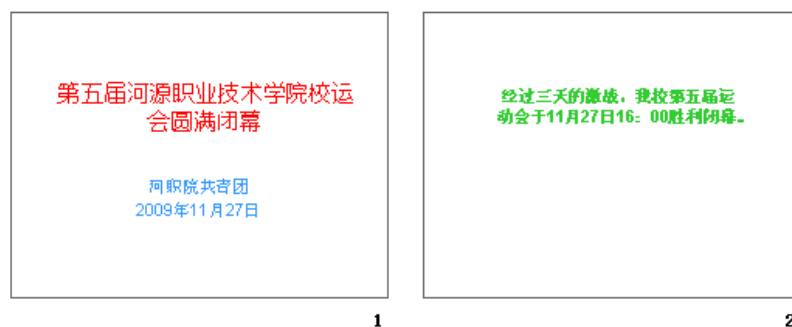 第五届河源职业技术学院校运
会圆满闭幕
河职院共青团
2009年11月27日
1
经过三天的激战，我校第五届运
动会于11月27日16：00胜利闭幕。
2